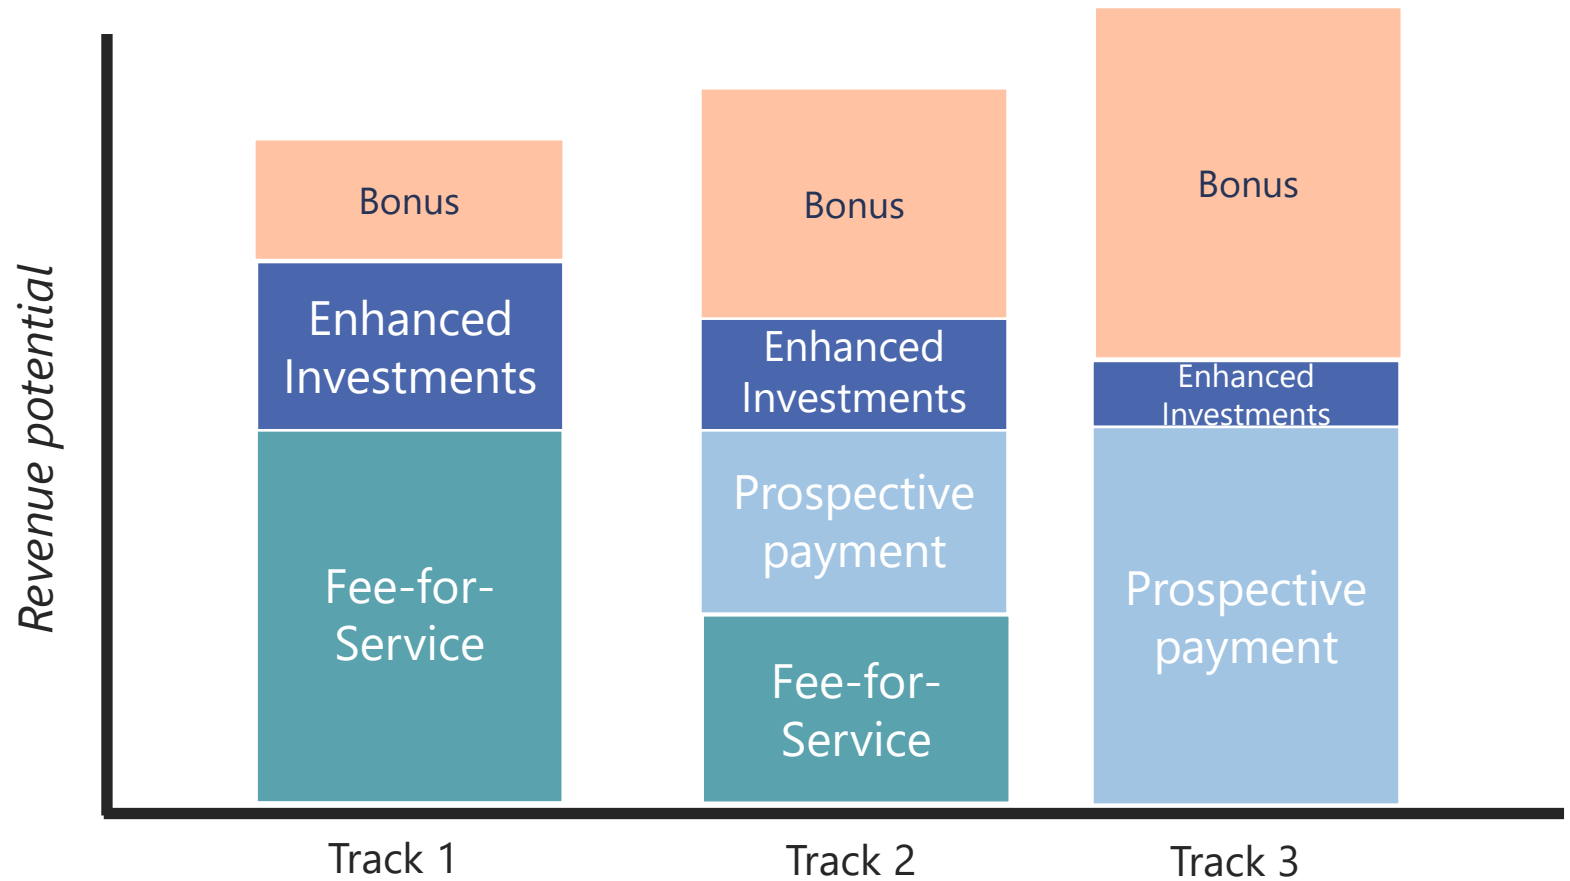 Revenue potential
Bonus
Enhanced
Investments
Fee-for-
Service
Track 1
Bonus
Enhanced
Investments
Prospective
payment
Fee-for-
Service
Track 2
Bonus
Enhanced
Investments
Prospective
payment
Track 3